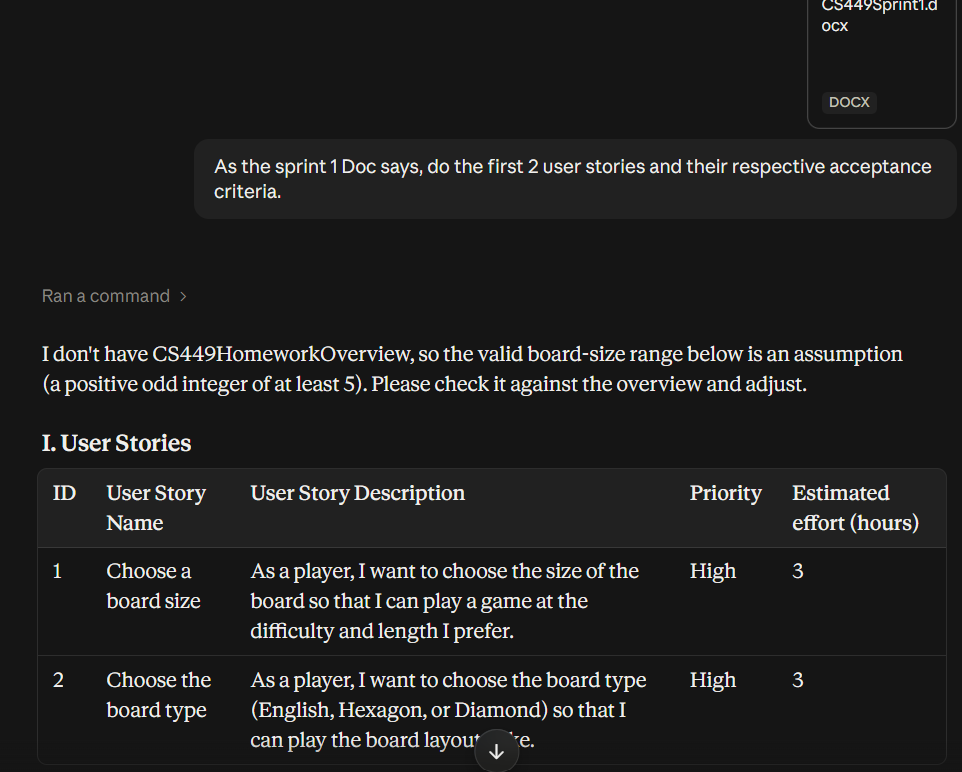 CS449Sprint1.d
ocx
DOCX
As the sprint 1 Doc says, do the first 2 user stories and their respective acceptance
criteria.
Ran a command >
I don't have CS449HomeworkOverview, so the valid board-size range below is an assumption
(a positive odd integer of at least 5). Please check it against the overview and adjust.
I. User Stories
ID
User Story
Name
User Story Description
Priority
Estimated
effort (hours)
1
Choose a
board size
As a player, I want to choose the size of the
board so that I can play a game at the
difficulty and length I prefer.
High
3
2
Choose the
board type
As a player, I want to choose the board type
(English, Hexagon, or Diamond) so that I
can play the board layout
High
3